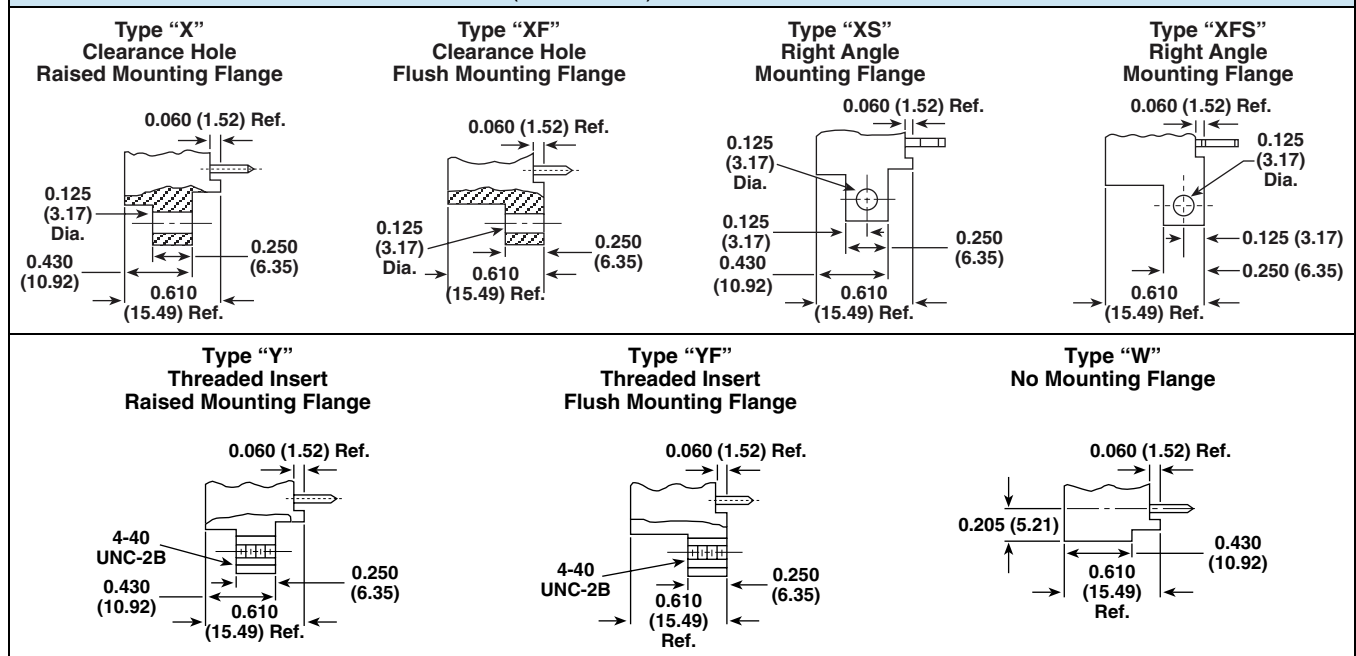 Type “X”
Clearance Hole
Raised Mounting Flange
0.060 (1.52) Ref.
0.125
(3.17)
Dia.
0.430
(10.92)
0.250
(6.35)
0.610
(15.49) Ref.
Type “XF”
Clearance Hole
Flush Mounting Flange
0.060 (1.52) Ref.
0.125
(3.17)
Dia.
0.250
(6.35)
0.610
(15.49) Ref.
Type “XS”
Right Angle
Mounting Flange
0.060 (1.52) Ref.
0.125
(3.17)
Dia.
0.125
(3.17)
0.430
(10.92)
0.250
(6.35)
0.610
(15.49) Ref.
Type “XFS”
Right Angle
Mounting Flange
0.060 (1.52) Ref.
0.125
(3.17)
Dia.
0.125 (3.17)
0.250 (6.35)
0.610
(15.49) Ref.
Type “Y”
Threaded Insert
Raised Mounting Flange
0.060 (1.52) Ref.
4-40
UNC-2B
0.430
(10.92)
0.250
(6.35)
0.610
(15.49) Ref.
Type “YF”
Threaded Insert
Flush Mounting Flange
0.060 (1.52) Ref.
4-40
UNC-2B
0.250
(6.35)
0.610
(15.49)
Ref.
Type “W”
No Mounting Flange
0.060 (1.52) Ref.
0.205 (5.21)
0.430
(10.92)
0.610
(15.49)
Ref.